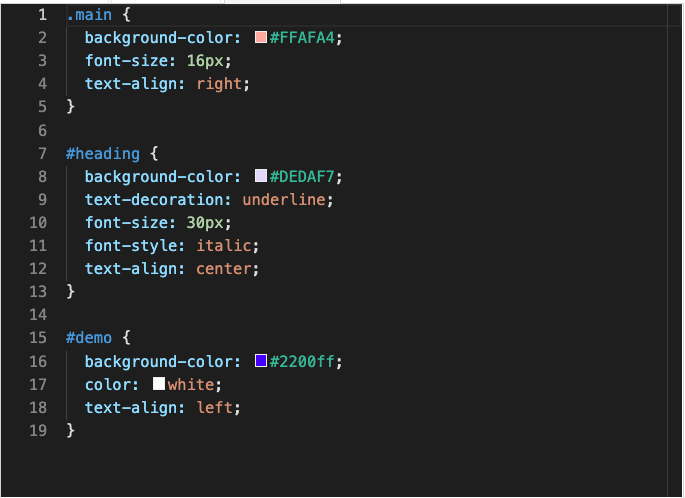 1 .main {
2   background-color: #FFAFA4;
3   font-size: 16px;
4   text-align: right;
5 }
6
7 #heading {
8   background-color: #DEDAF7;
9   text-decoration: underline;
10   font-size: 30px;
11   font-style: italic;
12   text-align: center;
13 }
14
15 #demo {
16   background-color: #2200ff;
17   color: white;
18   text-align: left;
19 }